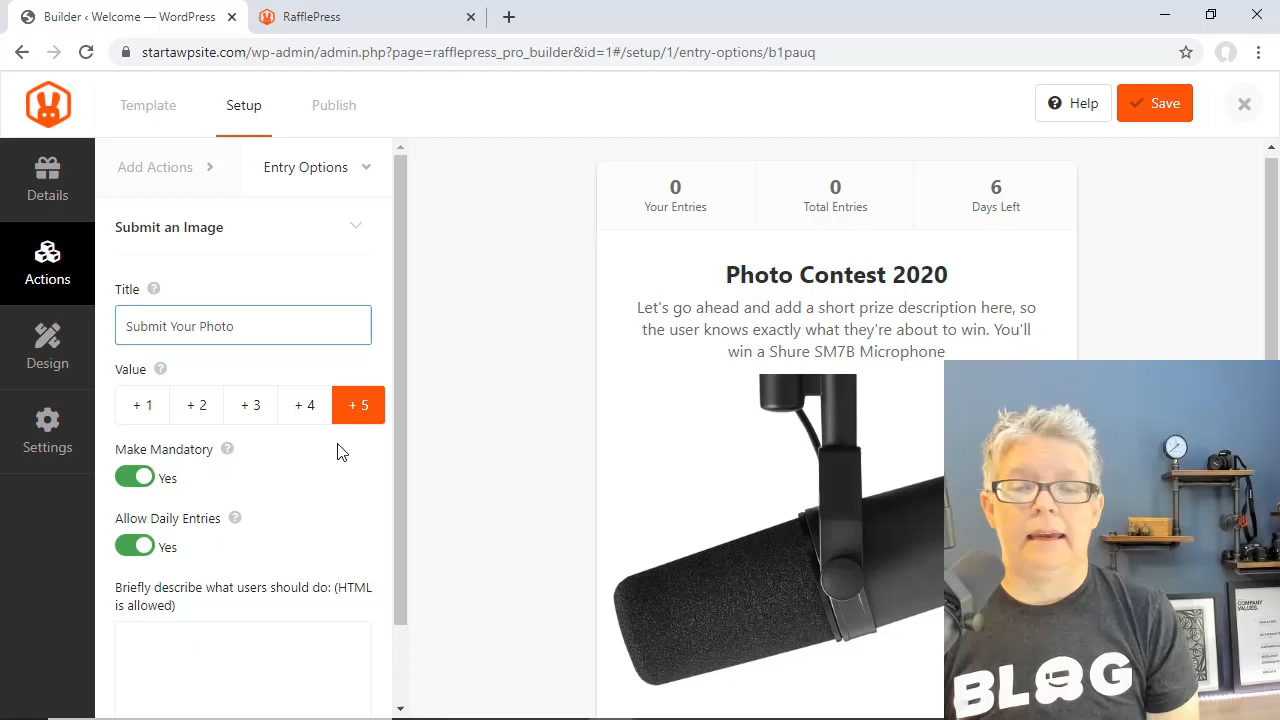 Builder ‹ Welcome — WordPress
RafflePress
startawpsite.com/wp-admin/admin.php?page=rafflepress_pro_builder&id=1#/setup/1/entry-options/b1pauq
Template
Setup
Publish
Help
Save
Details
Actions
Design
Settings
Add Actions
Entry Options
Submit an Image
Title
Submit Your Photo
Value
+ 1
+ 2
+ 3
+ 4
+ 5
Make Mandatory
Yes
Allow Daily Entries
Yes
Briefly describe what users should do: (HTML
is allowed)
0
Your Entries
0
Total Entries
6
Days Left
Photo Contest 2020
Let's go ahead and add a short prize description here, so
the user knows exactly what they're about to win. You'll
win a Shure SM7B Microphone
BLOG
COMPANY
VALUES.